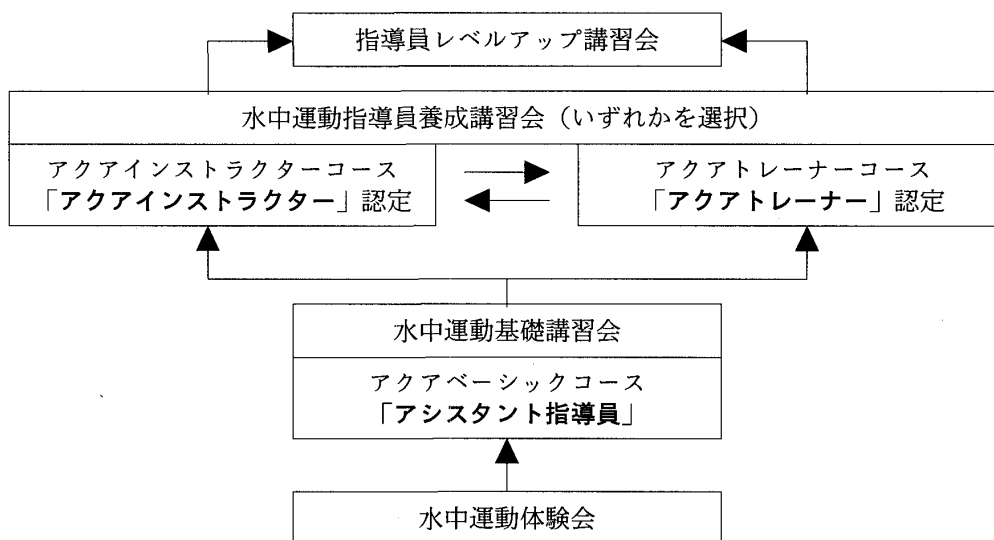 指導員レベルアップ講習会
水中運動指導員養成講習会（いずれかを選択）
アクアインストラクターコース
「アクアインストラクター」認定
アクアトレーナーコース
「アクアトレーナー」認定
水中運動基礎講習会
アクアベーシックコース
「アシスタント指導員」
水中運動体験会